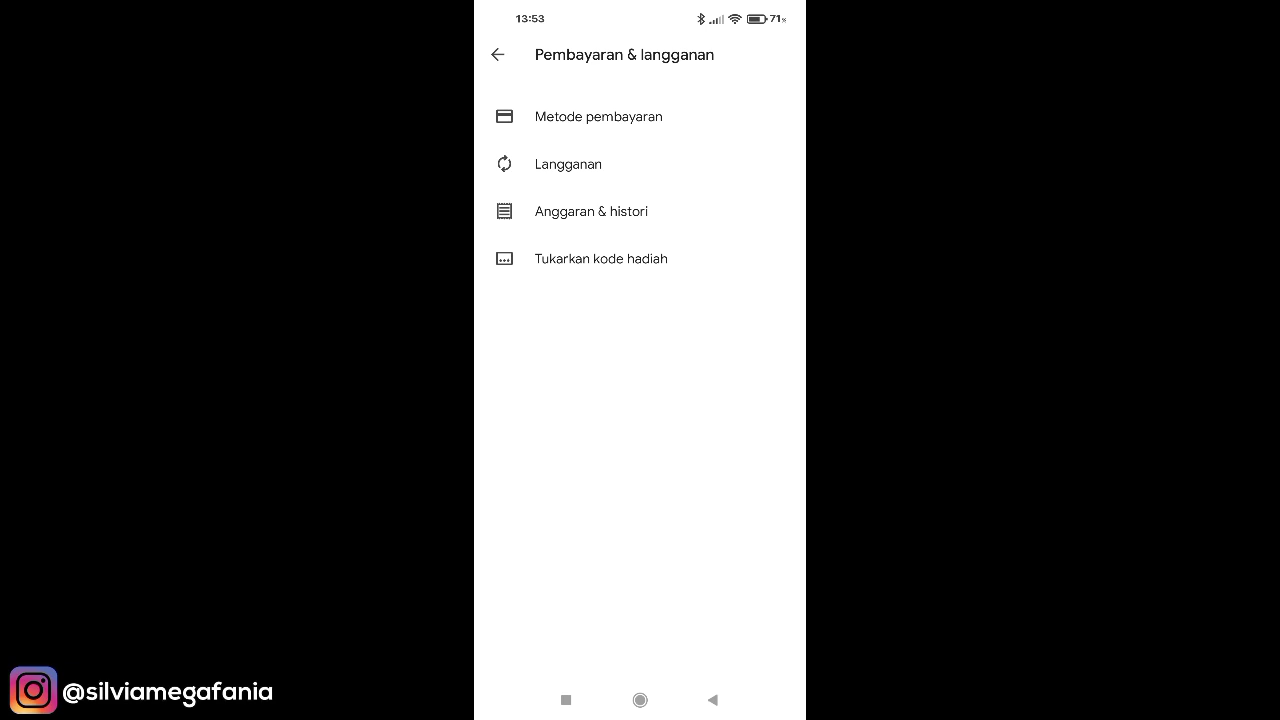 13:53
71%
Pembayaran & langganan
Metode pembayaran
Langganan
Anggaran & histori
Tukarkan kode hadiah
@silviamegafania